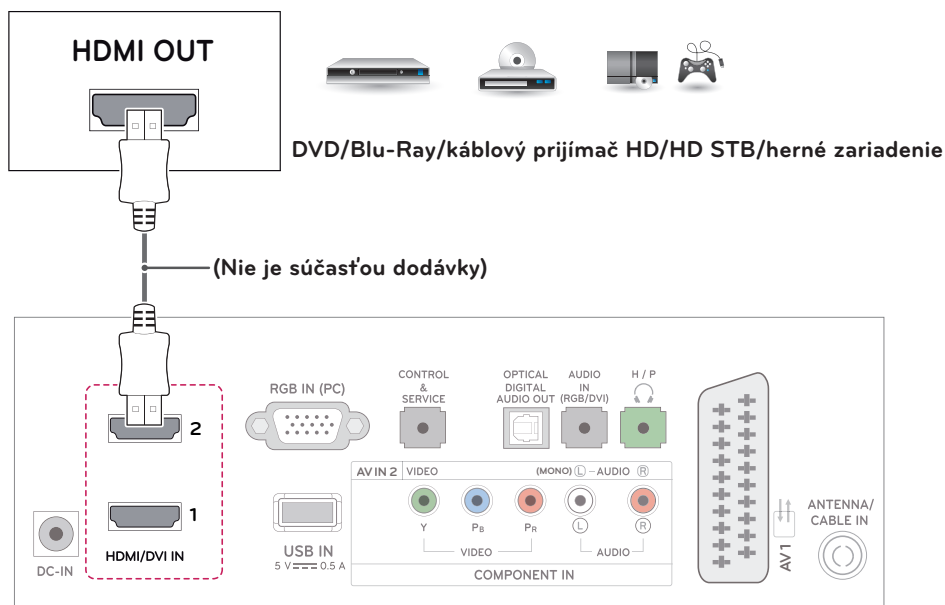 HDMI OUT
DVD/Blu-Ray/káblový prijímač HD/HD STB/herné zariadenie
(Nie je súčasťou dodávky)
RGB IN (PC)
CONTROL
&
SERVICE
OPTICAL
DIGITAL
AUDIO OUT
AUDIO
IN
(RGB/DVI)
H / P
2
1
HDMI/DVI IN
DC-IN
USB IN
5 V 0.5 A
AV IN 2
VIDEO
(MONO) L - AUDIO R
Y
PB
PR
L
R
VIDEO
AUDIO
COMPONENT IN
AV 1
ANTENNA/
CABLE IN